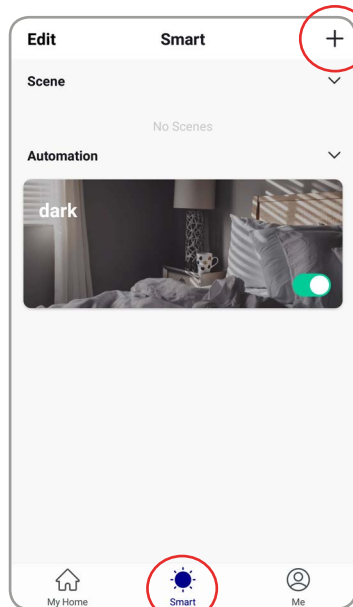 Edit Smart +
Scene
No Scenes
Automation
dark
My Home Smart Me